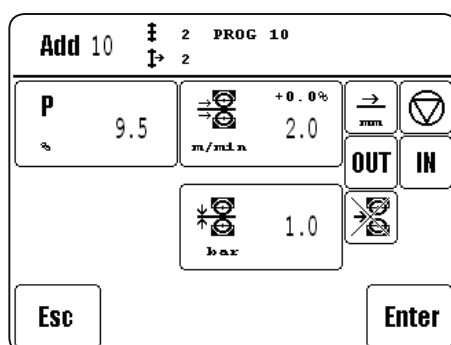 Add 10 2 PROG 10
2
P +0.0%
9.5 2.0
% m/min mm
OUT IN
1.0
bar
Esc Enter